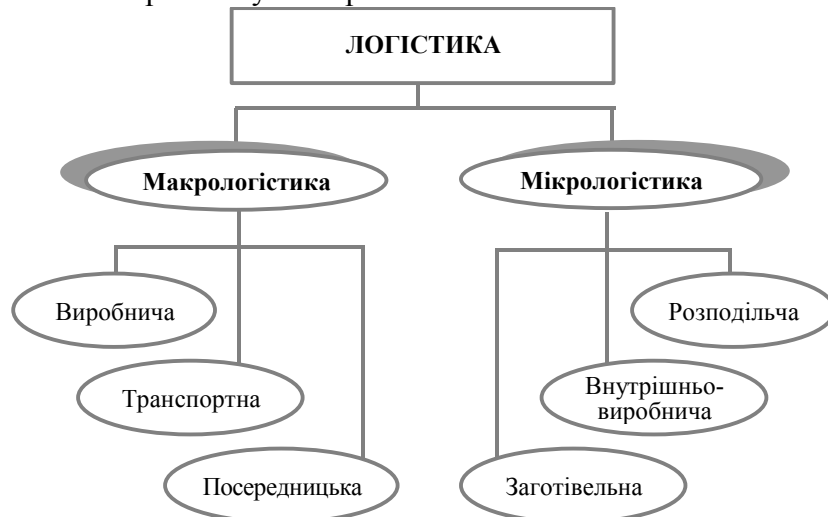 ЛОГІСТИКА
Макрологістика
Мікрологістика
Виробнича
Розподільча
Транспортна
Внутрішньо-
виробнича
Посередницька
Заготівельна